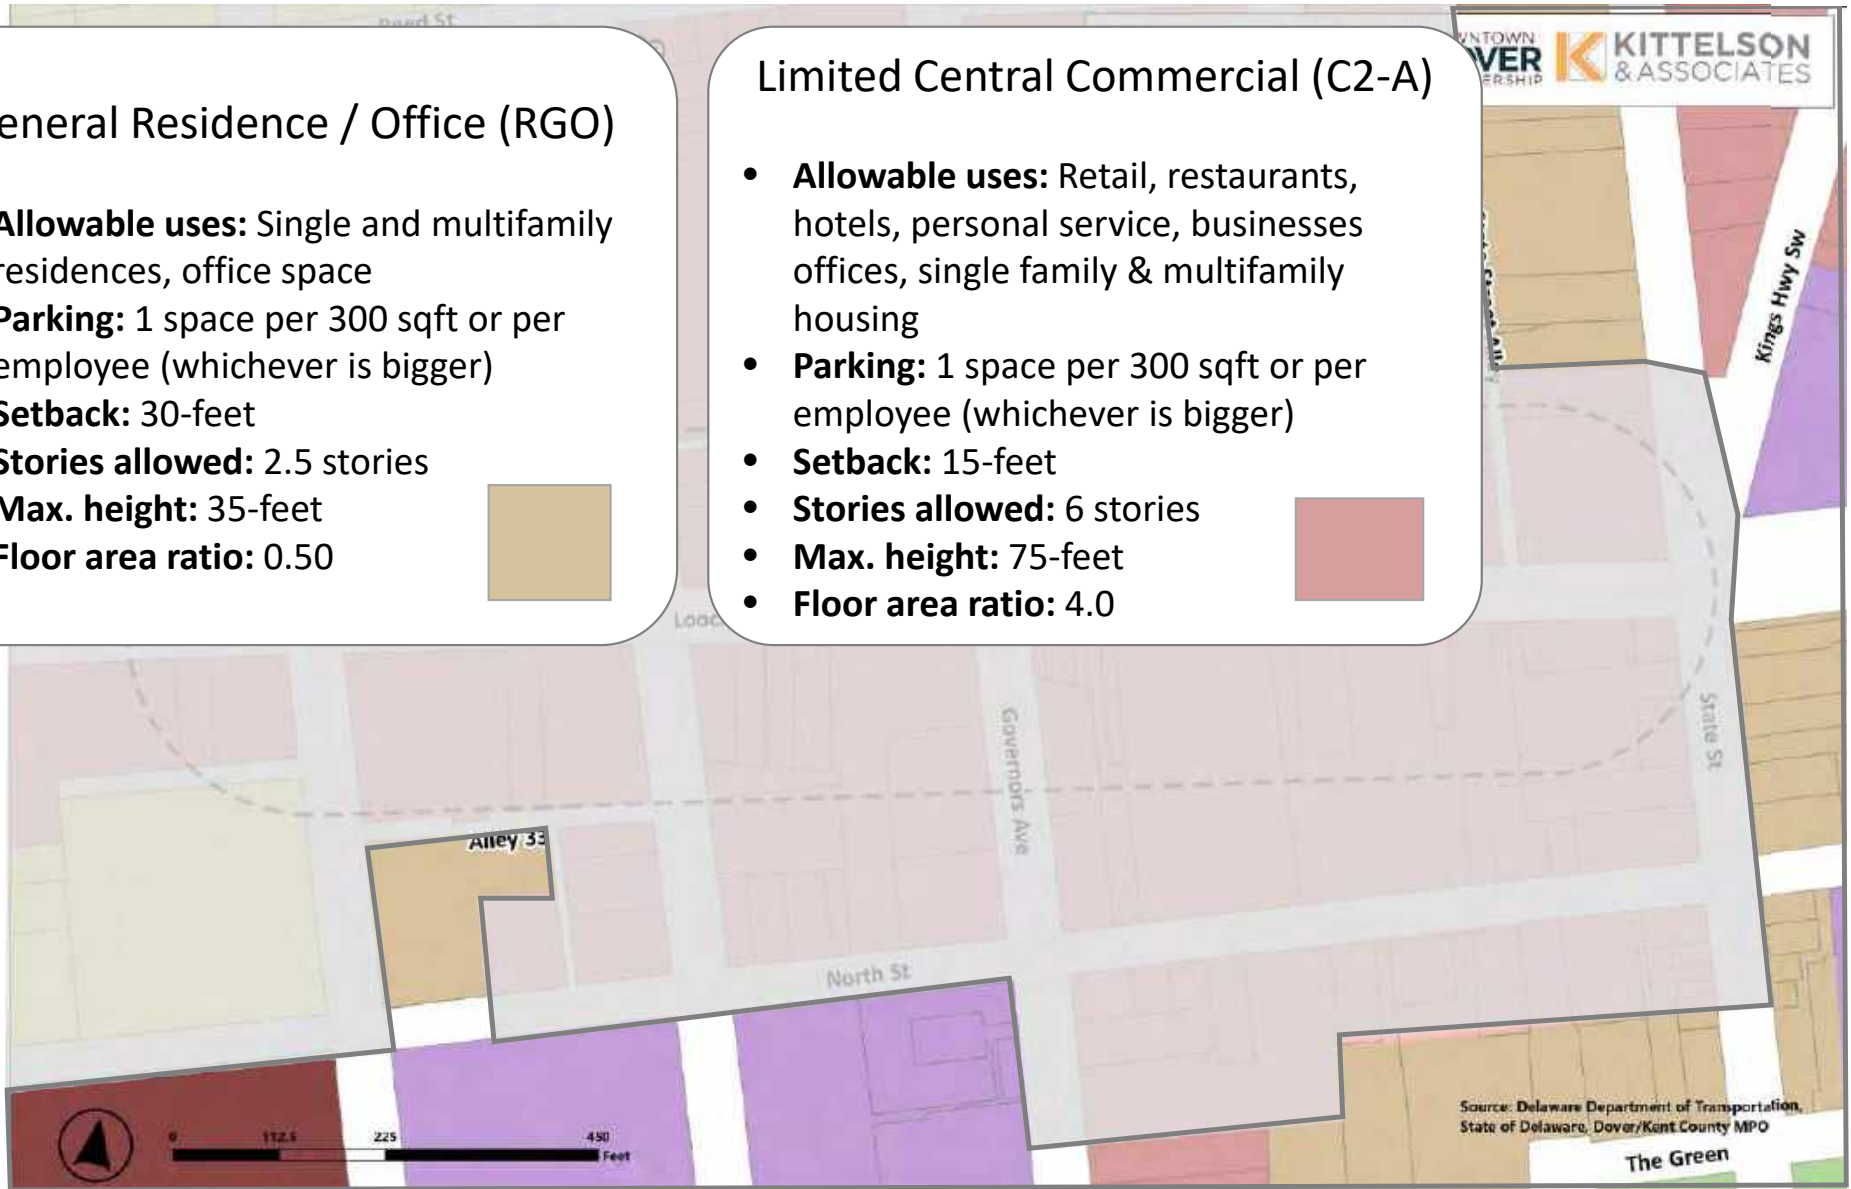 Reed St
eneral Residence / Office (RGO)
Allowable uses: Single and multifamily
residences, office space
Parking: 1 space per 300 sqft or per
employee (whichever is bigger)
Setback: 30-feet
Stories allowed: 2.5 stories
Max. height: 35-feet
Floor area ratio: 0.50
Limited Central Commercial (C2-A)
• Allowable uses: Retail, restaurants,
hotels, personal service, businesses
offices, single family & multifamily
housing
• Parking: 1 space per 300 sqft or per
employee (whichever is bigger)
• Setback: 15-feet
• Stories allowed: 6 stories
• Max. height: 75-feet
• Floor area ratio: 4.0
WNTOWN
OVER
ERSHIP
KITTELSON
& ASSOCIATES
Kings Hwy Sw
Loock
Governors Ave
State St
Alley 33
North St
0 112.5 225 450
Feet
Source: Delaware Department of Transportation,
State of Delaware, Dover/Kent County MPO
The Green